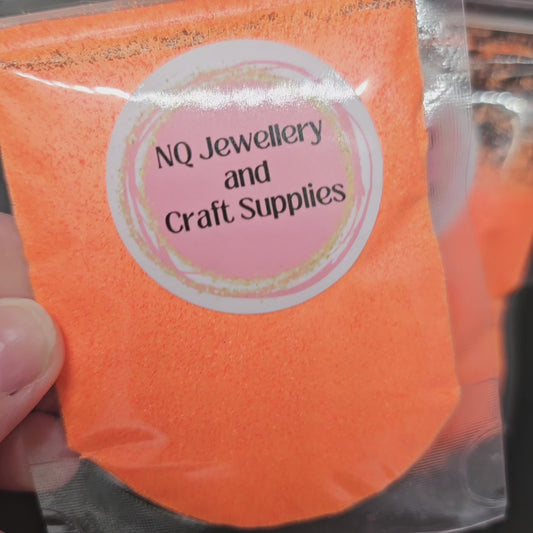 NQ Jewellery
and
Craft Supplies